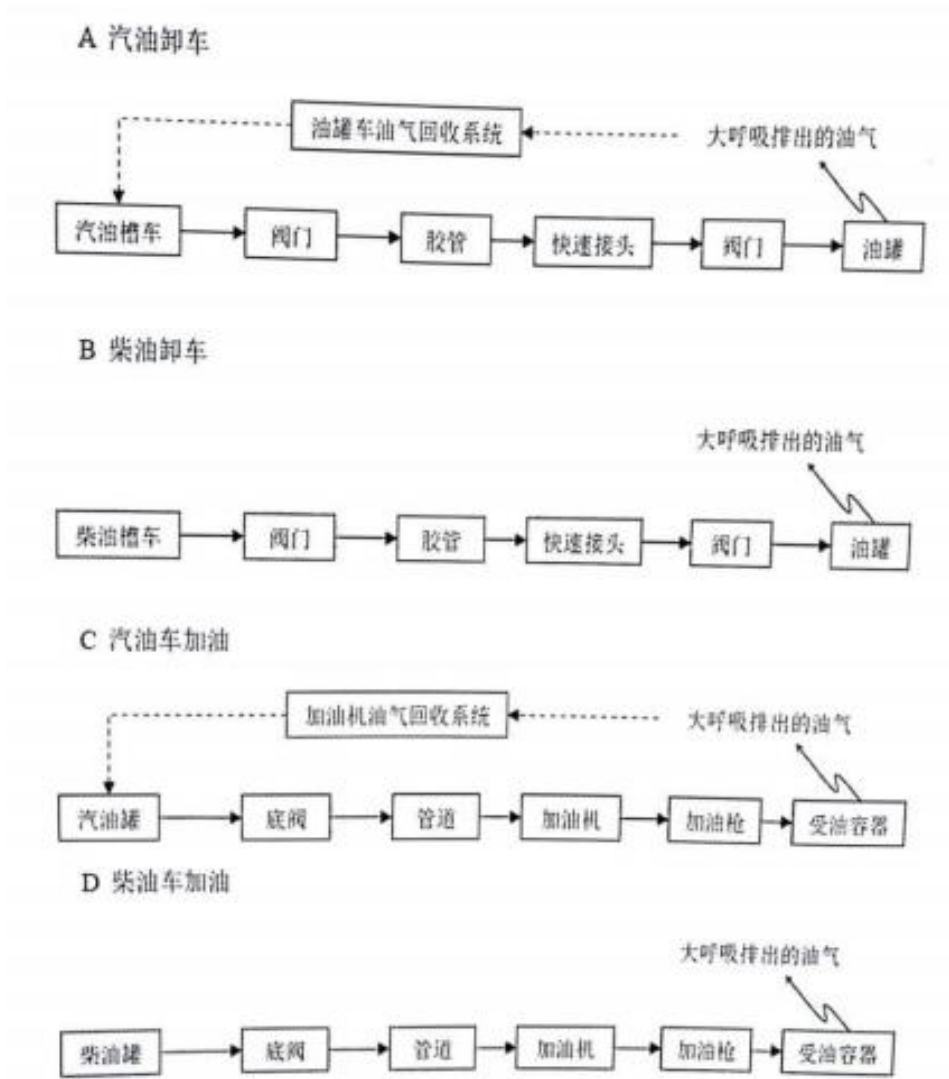 A 汽油卸车
油罐车油气回收系统
大呼吸排出的油气
汽油槽车
阀门
胶管
快速接头
阀门
油罐
B 柴油卸车
大呼吸排出的油气
柴油槽车
阀门
胶管
快速接头
阀门
油罐
C 汽油车加油
加油机油气回收系统
大呼吸排出的油气
汽油罐
底阀
管道
加油机
加油枪
受油容器
D 柴油车加油
大呼吸排出的油气
柴油罐
底阀
管道
加油机
加油枪
受油容器